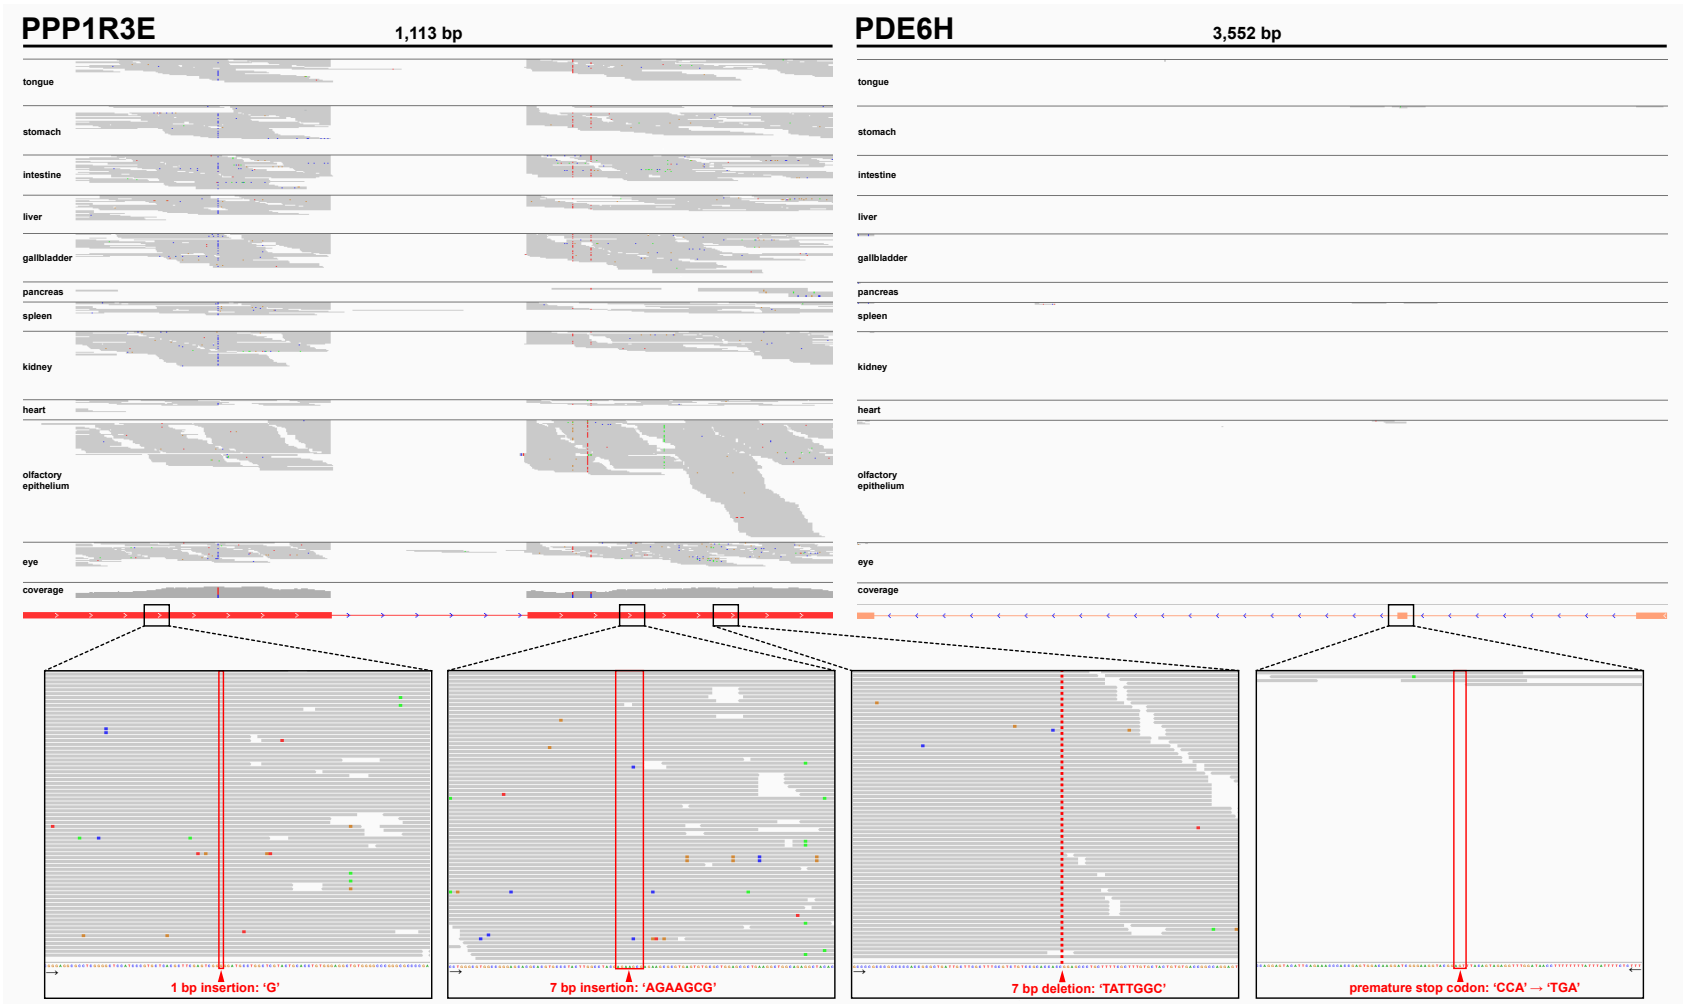 PPP1R3E 1,113 bp
tongue
stomach
intestine
liver
gallbladder
pancreas
spleen
kidney
heart
olfactory
epithelium
eye
coverage
PDE6H 3,552 bp
tongue
stomach
intestine
liver
gallbladder
pancreas
spleen
kidney
heart
olfactory
epithelium
eye
coverage
1 bp insertion: ‘G’
7 bp insertion: ‘AGAAGCG’
7 bp deletion: ‘TATTGGC’
premature stop codon: ‘CCA’ → ‘TGA’